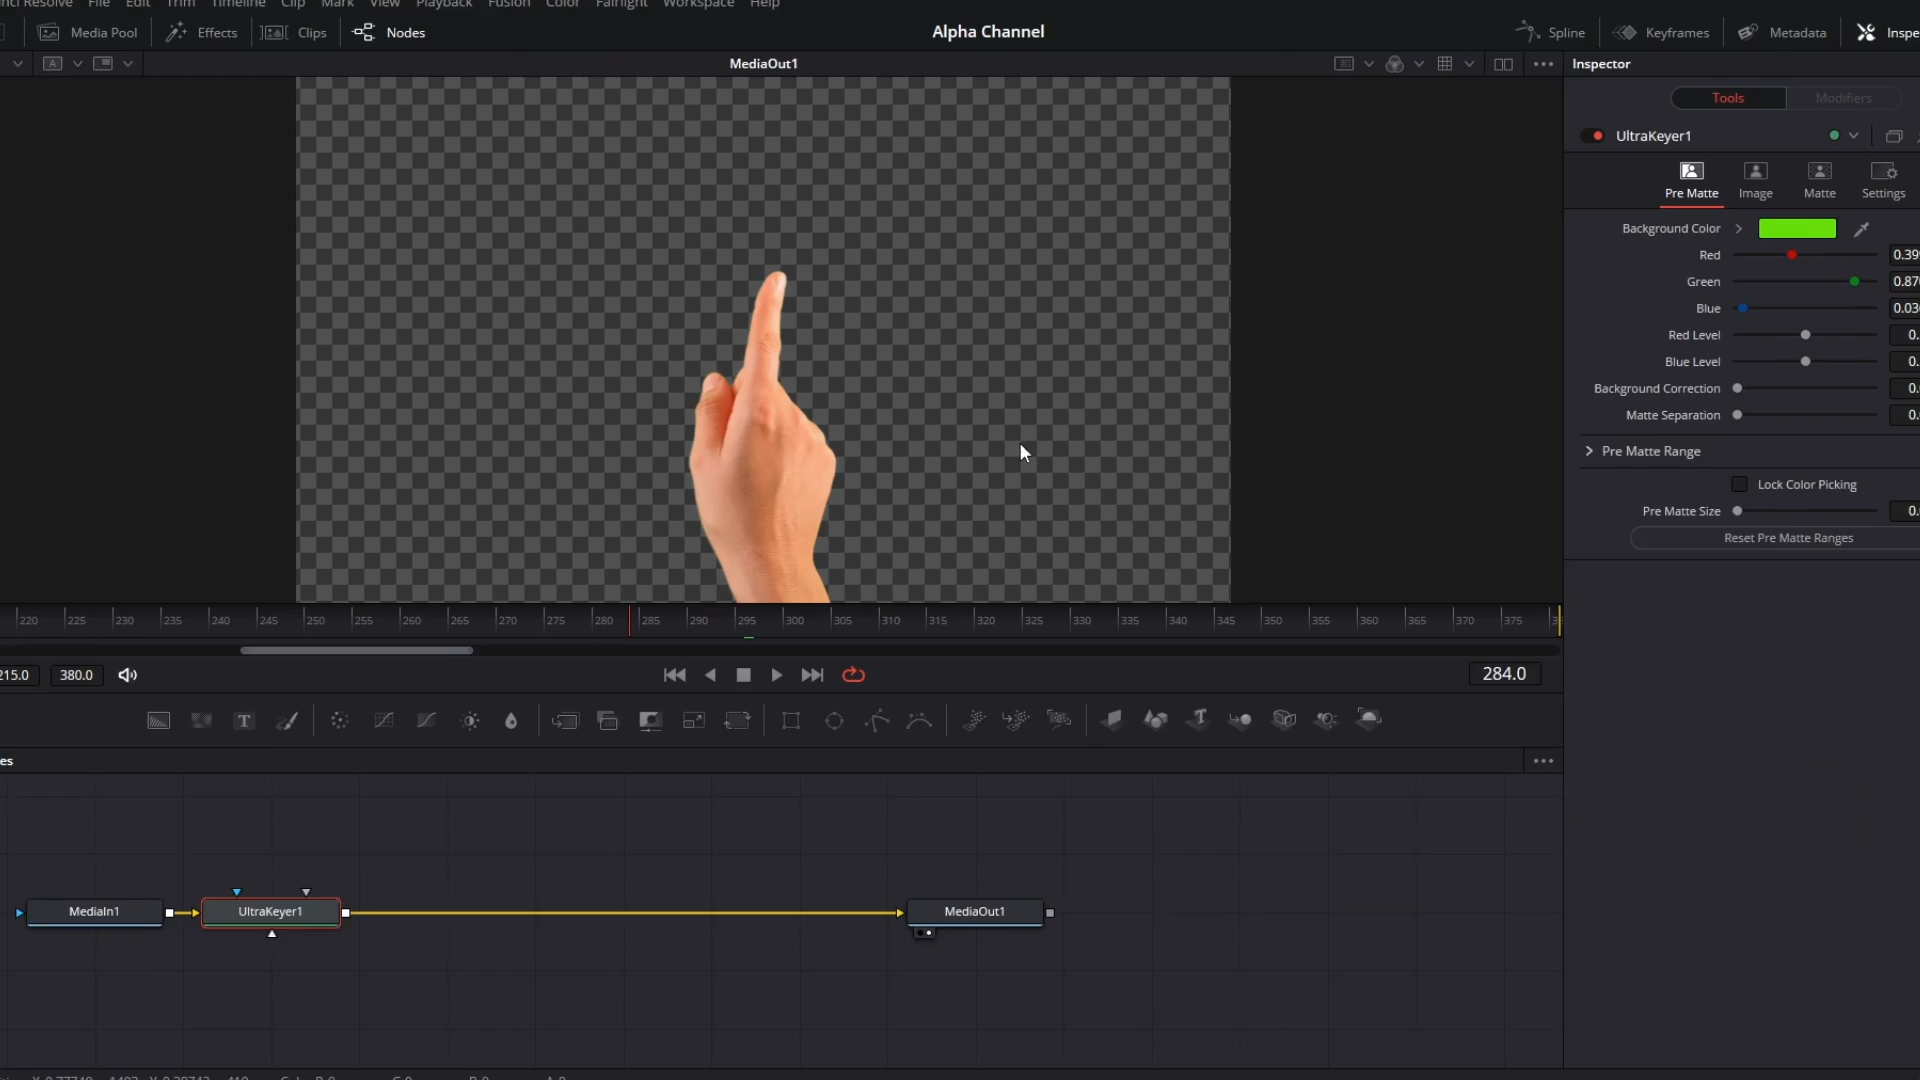 File Edit Trim Timeline Clip Mark View Playback Fusion Color Fairlight Workspace Help
Media Pool Effects Clips Nodes Alpha Channel Spline Keyframes Metadata Inspe
A MediaOut1 Inspector
Tools Modifiers
UltraKeyer1
Pre Matte Image Matte Settings
Background Color
Red 0.39
Green 0.87
Blue 0.03
Red Level 0.
Blue Level 0.
Background Correction 0.
Matte Separation 0.
Pre Matte Range
Lock Color Picking
Pre Matte Size 0.
Reset Pre Matte Ranges
220 225 230 235 240 245 250 255 260 265 270 275 280 285 290 295 300 305 310 315 320 325 330 335 340 345 350 355 360 365 370 375
215.0 380.0 284.0
T T
es
MediaIn1 UltraKeyer1 MediaOut1